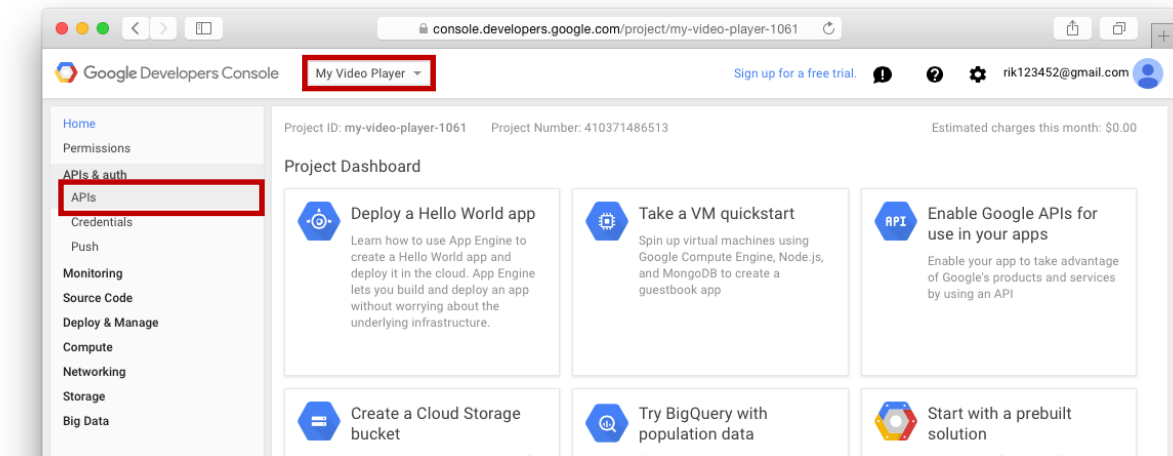 console.developers.google.com/project/my-video-player-1061
Google Developers Console
My Video Player
Sign up for a free trial.
rik123452@gmail.com
Home
Permissions
APIs & auth
APIs
Credentials
Push
Monitoring
Source Code
Deploy & Manage
Compute
Networking
Storage
Big Data
Project ID: my-video-player-1061 Project Number: 410371486513
Estimated charges this month: $0.00
Project Dashboard
Deploy a Hello World app
Learn how to use App Engine to
create a Hello World app and
deploy it in the cloud. App Engine
lets you build and deploy an app
without worrying about the
underlying infrastructure.
Take a VM quickstart
Spin up virtual machines using
Google Compute Engine, Node.js,
and MongoDB to create a
guestbook app
API
Enable Google APIs for
use in your apps
Enable your app to take advantage
of Google's products and services
by using an API
Create a Cloud Storage
bucket
Try BigQuery with
population data
Start with a prebuilt
solution